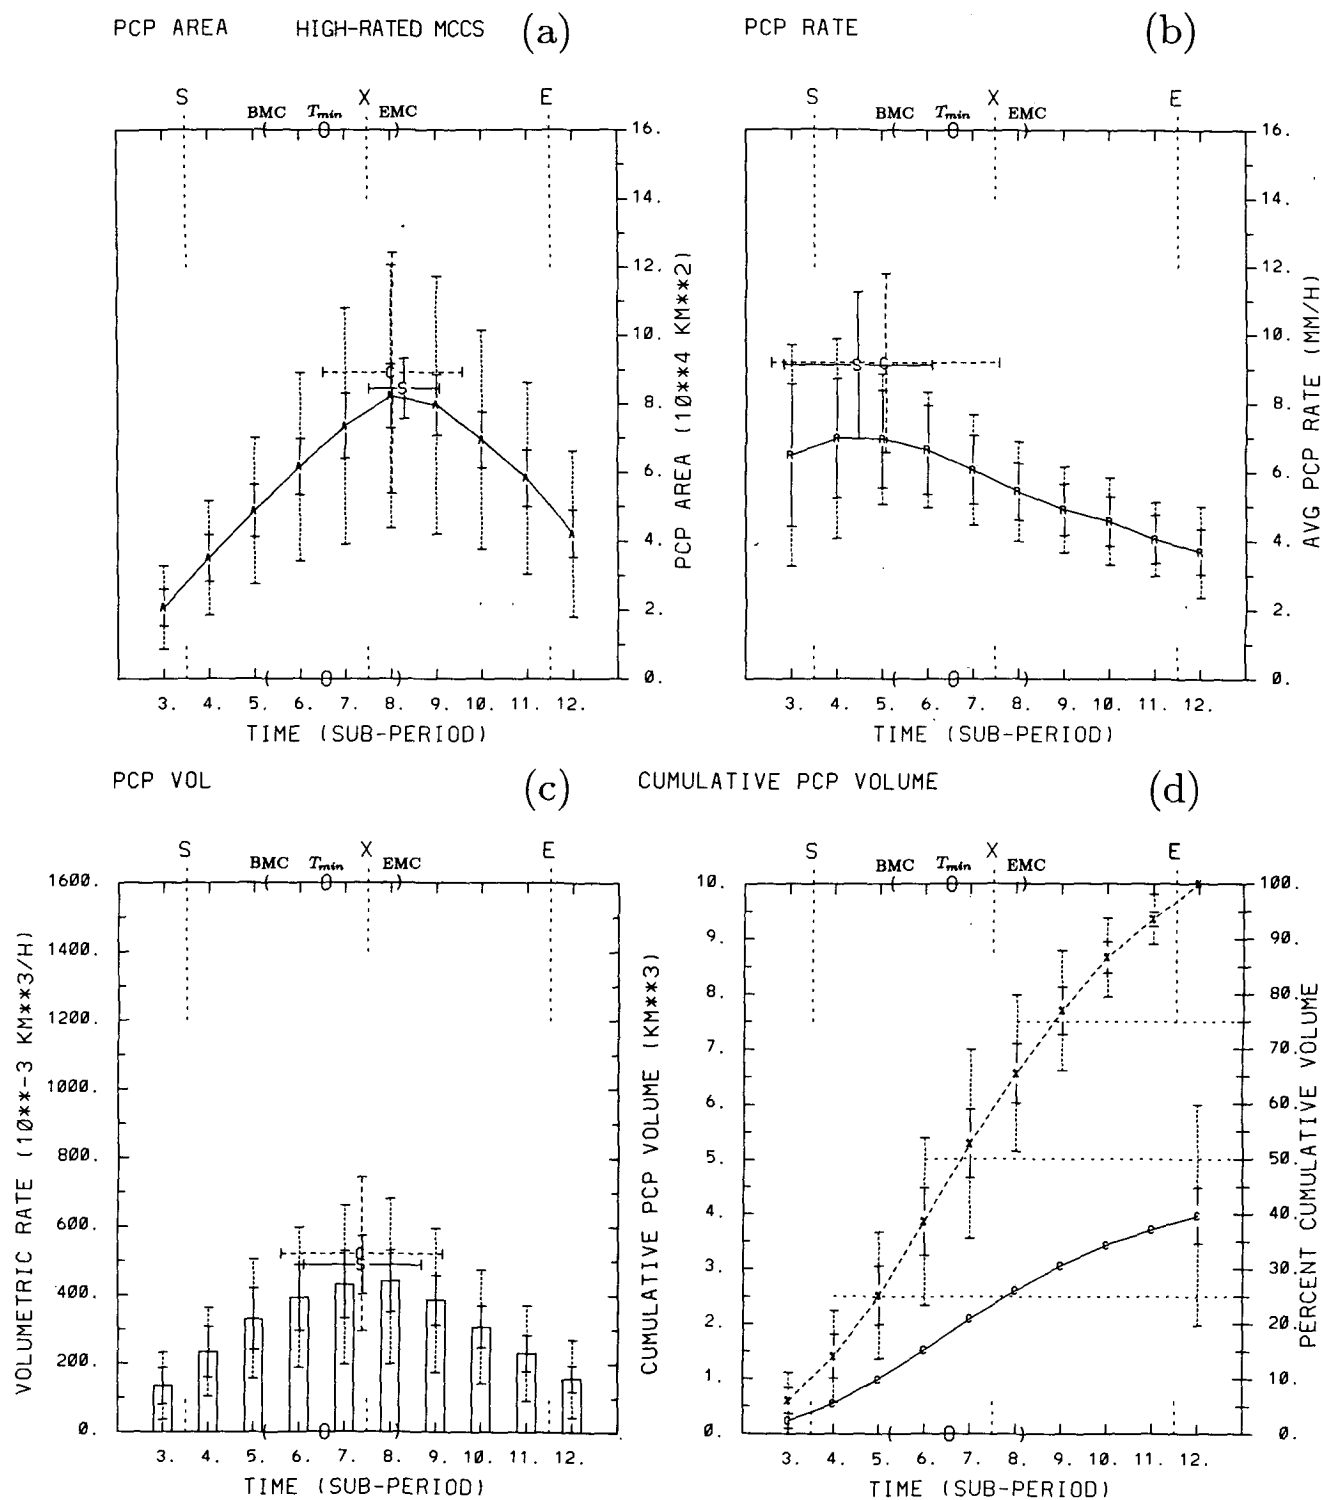 PCP AREA HIGH-RATED MCCS (a)
S X E
BMC Tmin EMC
16.
14.
12.
10.
8.
6.
4.
2.
0.
PCP AREA (10**4 KM**2)
3. 4. 5. 6. 7. 8. 9. 10. 11. 12.
TIME (SUB-PERIOD)
PCP RATE (b)
S X E
BMC Tmin EMC
16.
14.
12.
10.
8.
6.
4.
2.
0.
AVG PCP RATE (MM/H)
3. 4. 5. 6. 7. 8. 9. 10. 11. 12.
TIME (SUB-PERIOD)
PCP VOL (c)
S X E
BMC Tmin EMC
1600.
1400.
1200.
1000.
800.
600.
400.
200.
0.
VOLUMETRIC RATE (10**-3 KM**3/H)
3. 4. 5. 6. 7. 8. 9. 10. 11. 12.
TIME (SUB-PERIOD)
CUMULATIVE PCP VOLUME (d)
S X E
BMC Tmin EMC
10.
9.
8.
7.
6.
5.
4.
3.
2.
1.
0.
CUMULATIVE PCP VOLUME (KM**3)
100.
90.
80.
70.
60.
50.
40.
30.
20.
10.
0.
PERCENT CUMULATIVE VOLUME
3. 4. 5. 6. 7. 8. 9. 10. 11. 12.
TIME (SUB-PERIOD)